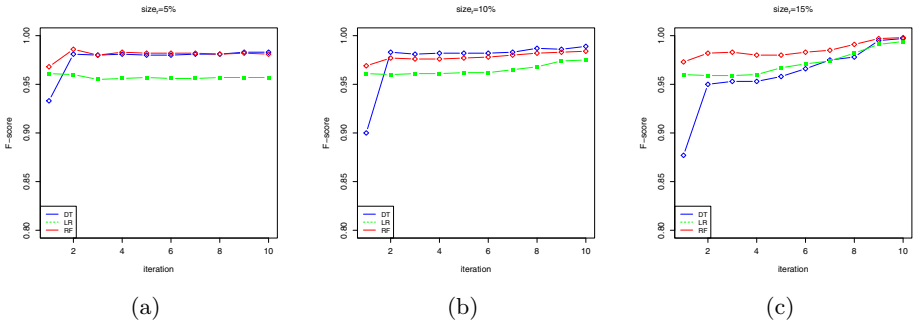 size_r=5%
F−score
1.00
0.95
0.90
0.85
0.80
DT
LR
RF
2 4 6 8 10
iteration
(a)
size_r=10%
F−score
1.00
0.95
0.90
0.85
0.80
DT
LR
RF
2 4 6 8 10
iteration
(b)
size_r=15%
F−score
1.00
0.95
0.90
0.85
0.80
DT
LR
RF
2 4 6 8 10
iteration
(c)